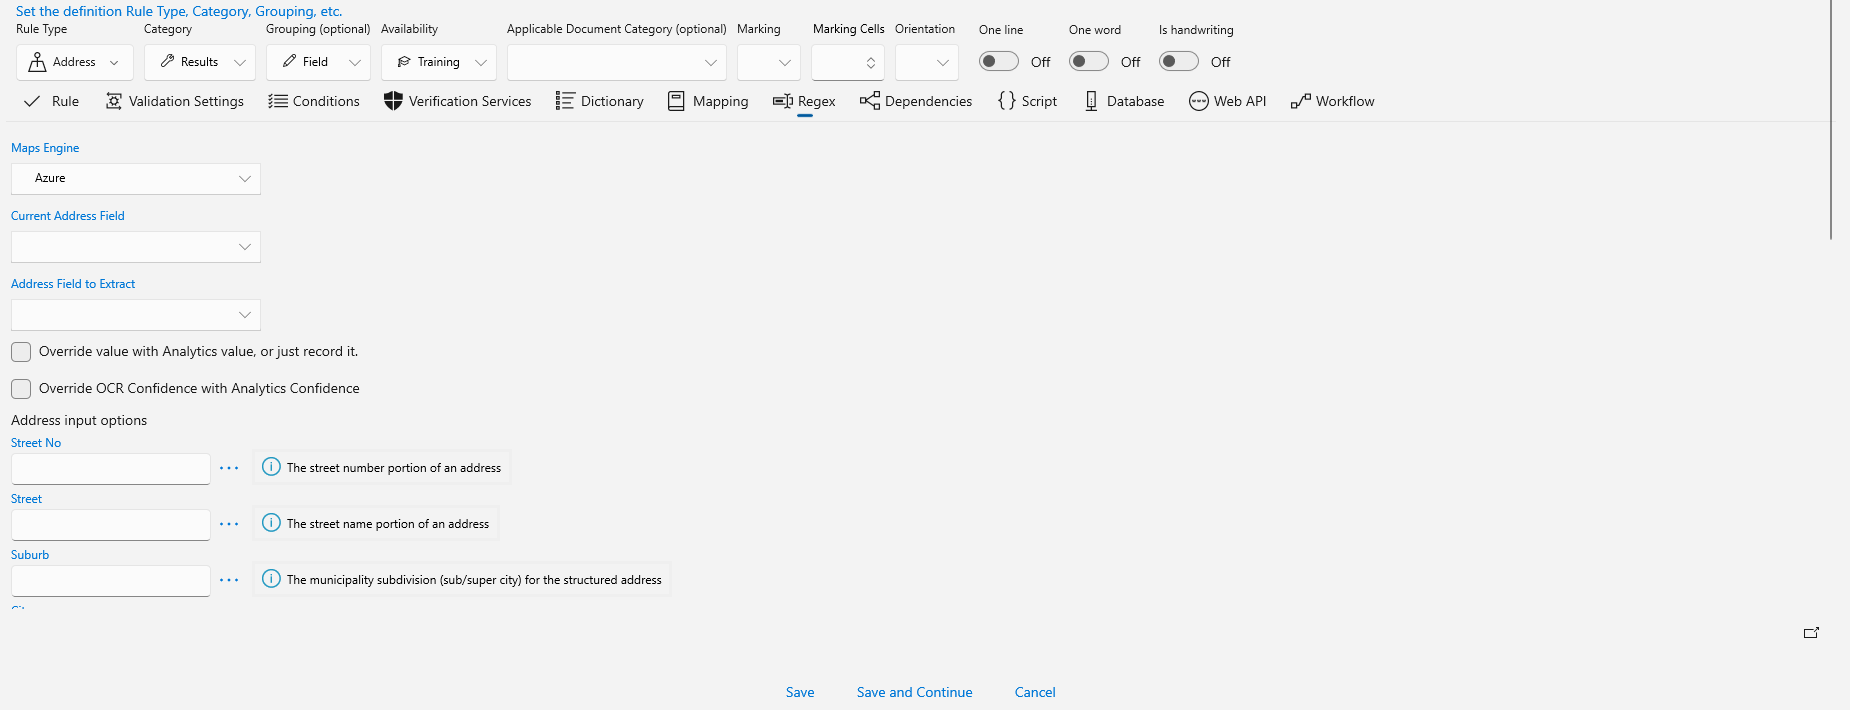 Set the definition Rule Type, Category, Grouping, etc.
Rule Type Category Grouping (optional) Availability Applicable Document Category (optional) Marking Marking Cells Orientation One line One word Is handwriting
Address Results Field Training Off Off Off
Rule Validation Settings Conditions Verification Services Dictionary Mapping Regex Dependencies Script Database Web API Workflow
Maps Engine
Azure
Current Address Field
Address Field to Extract
Override value with Analytics value, or just record it.
Override OCR Confidence with Analytics Confidence
Address input options
Street No
The street number portion of an address
Street
The street name portion of an address
Suburb
The municipality subdivision (sub/super city) for the structured address
Save Save and Continue Cancel